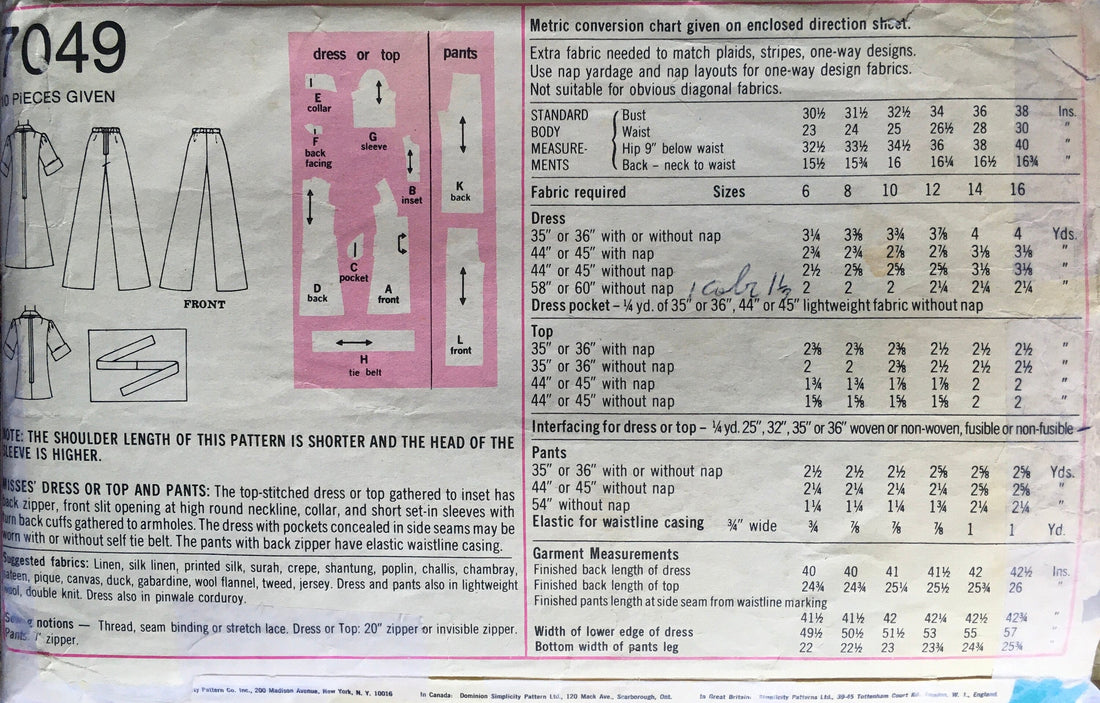 7049
10 PIECES GIVEN
FRONT
dress or top
pants
E
collar
F
back
facing
G
sleeve
B
inset
K
back
C
pocket
D
back
A
front
L
front
H
tie belt
NOTE: THE SHOULDER LENGTH OF THIS PATTERN IS SHORTER AND THE HEAD OF THE
SLEEVE IS HIGHER.
MISSES' DRESS OR TOP AND PANTS: The top-stitched dress or top gathered to inset has
back zipper, front slit opening at high round neckline, collar, and short set-in sleeves with
turn back cuffs gathered to armholes. The dress with pockets concealed in side seams may be
worn with or without self tie belt. The pants with back zipper have elastic waistline casing.
Suggested fabrics: Linen, silk linen, printed silk, surah, crepe, shantung, poplin, challis, chambray,
sateen, pique, canvas, duck, gabardine, wool flannel, tweed, jersey. Dress and pants also in lightweight
wool, double knit. Dress also in pinwale corduroy.
Sewing notions — Thread, seam binding or stretch lace. Dress or Top: 20" zipper or invisible zipper.
Pants: 7" zipper.
Metric conversion chart given on enclosed direction sheet.
Extra fabric needed to match plaids, stripes, one-way designs.
Use nap yardage and nap layouts for one-way design fabrics.
Not suitable for obvious diagonal fabrics.
STANDARD Bust 30½ 31½ 32½ 34 36 38 Ins.
BODY Waist 23 24 25 26½ 28 30 "
MEASURE- Hip 9" below waist 32½ 33½ 34½ 36 38 40 "
MENTS Back – neck to waist 15½ 15¾ 16 16¼ 16½ 16¾ "
Fabric required Sizes 6 8 10 12 14 16
Dress
35" or 36" with or without nap 3¼ 3⅜ 3¾ 3⅞ 4 4 Yds.
44" or 45" with nap 2¾ 2¾ 2⅞ 2⅞ 3⅛ 3⅛ "
44" or 45" without nap 2½ 2⅝ 2⅝ 2⅝ 3⅛ 3⅛ "
58" or 60" without nap 2 2 2 2¼ 2¼ 2¼ "
Dress pocket – ¼ yd. of 35" or 36", 44" or 45" lightweight fabric without nap
Top
35" or 36" with nap 2⅜ 2⅜ 2⅜ 2½ 2½ 2½ "
35" or 36" without nap 2 2 2⅜ 2½ 2½ 2½ "
44" or 45" with nap 1¾ 1¾ 1⅞ 1⅞ 2 2 "
44" or 45" without nap 1⅝ 1⅝ 1⅝ 1⅝ 2 2 "
Interfacing for dress or top – ¼ yd. 25", 32", 35" or 36" woven or non-woven, fusible or non-fusible
Pants
35" or 36" with or without nap 2½ 2½ 2½ 2⅝ 2⅝ 2⅝ Yds.
44" or 45" without nap 2¼ 2¼ 2¼ 2¼ 2⅝ 2⅝ "
54" without nap 1¼ 1¼ 1¼ 1¾ 2¼ 2¼ "
Elastic for waistline casing ¾" wide ¾ ⅞ ⅞ ⅞ 1 1 Yd.
Garment Measurements
Finished back length of dress 40 40 41 41½ 42 42½ Ins.
Finished back length of top 24¾ 24¾ 25¼ 25½ 25¾ 26 "
Finished pants length at side seam from waistline marking
41½ 41½ 42 42¼ 42½ 42¾ "
Width of lower edge of dress 49½ 50½ 51½ 53 55 57 "
Bottom width of pants leg 22 22½ 23 23¾ 24¾ 25¾ "
Pattern Co. Inc., 200 Madison Avenue, New York, N. Y. 10016 In Canada: Dominion Simplicity Pattern Ltd., 120 Mack Ave., Scarborough, Ont. In Great Britain: Simplicity Patterns Ltd., 39-45 Tottenham Court Rd. London, W. 1., England.